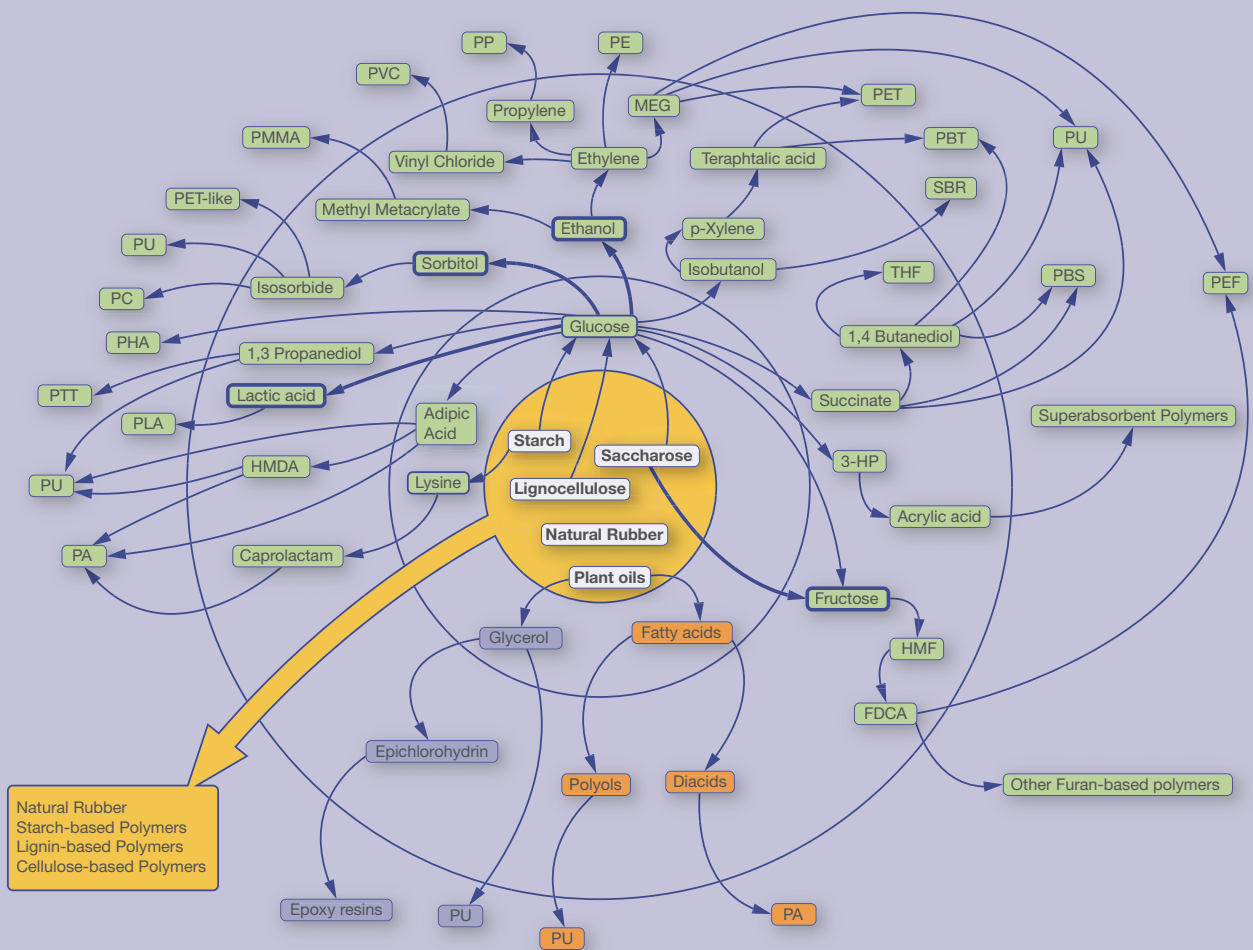 PP
PE
PVC
PET
MEG
Propylene
PMMA
PBT
PU
Vinyl Chloride
Ethylene
Teraphtalic acid
SBR
PET-like
Methyl Metacrylate
Ethanol
p-Xylene
PU
Sorbitol
Isobutanol
THF
PBS
PEF
Isosorbide
PC
Glucose
PHA
1,3 Propanediol
1,4 Butanediol
PTT
Lactic acid
Succinate
PLA
Adipic
Acid
Superabsorbent Polymers
Starch
Saccharose
3-HP
HMDA
PU
Lysine
Lignocellulose
Acrylic acid
Natural Rubber
PA
Caprolactam
Plant oils
Fructose
Glycerol
Fatty acids
HMF
FDCA
Epichlorohydrin
Polyols
Diacids
Other Furan-based polymers
Natural Rubber
Starch-based Polymers
Lignin-based Polymers
Cellulose-based Polymers
Epoxy resins
PU
PA
PU